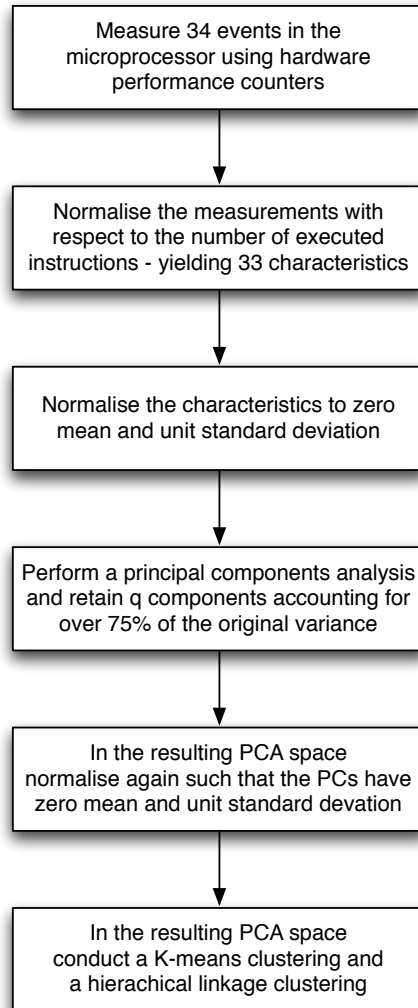 Measure 34 events in the
microprocessor using hardware
performance counters
Normalise the measurements with
respect to the number of executed
instructions - yielding 33 characteristics
Normalise the characteristics to zero
mean and unit standard deviation
Perform a principal components analysis
and retain q components accounting for
over 75% of the original variance
In the resulting PCA space
normalise again such that the PCs have
zero mean and unit standard devation
In the resulting PCA space
conduct a K-means clustering and
a hierachical linkage clustering